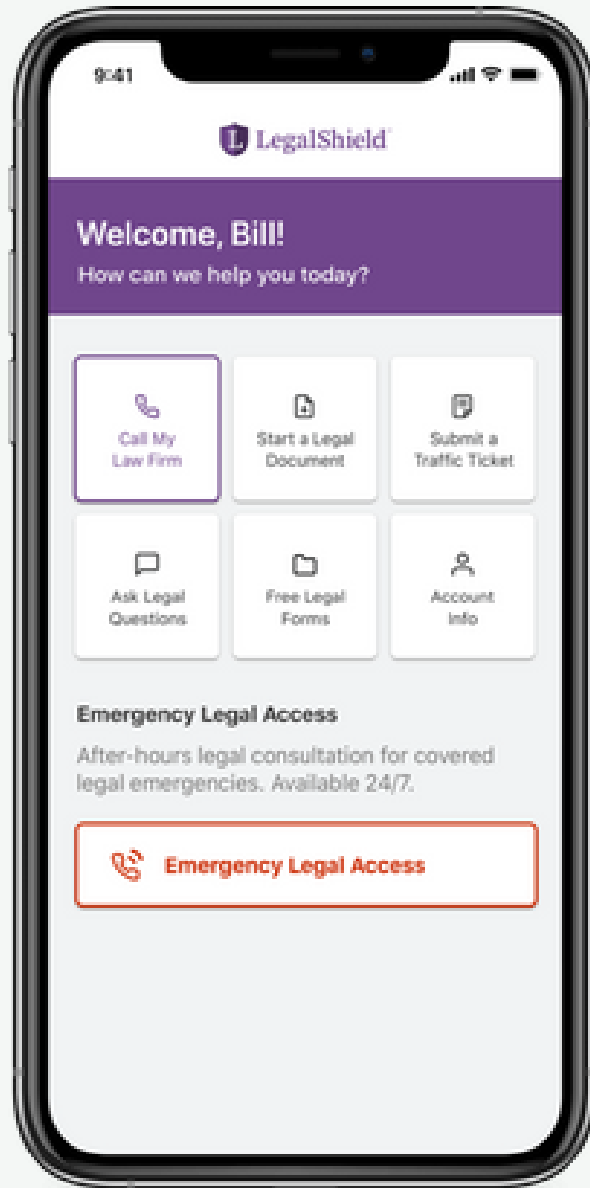 9:41
LegalShield
Welcome, Bill!
How can we help you today?
Call My
Law Firm
Start a Legal
Document
Submit a
Traffic Ticket
Ask Legal
Questions
Free Legal
Forms
Account
Info
Emergency Legal Access
After-hours legal consultation for covered
legal emergencies. Available 24/7.
Emergency Legal Access